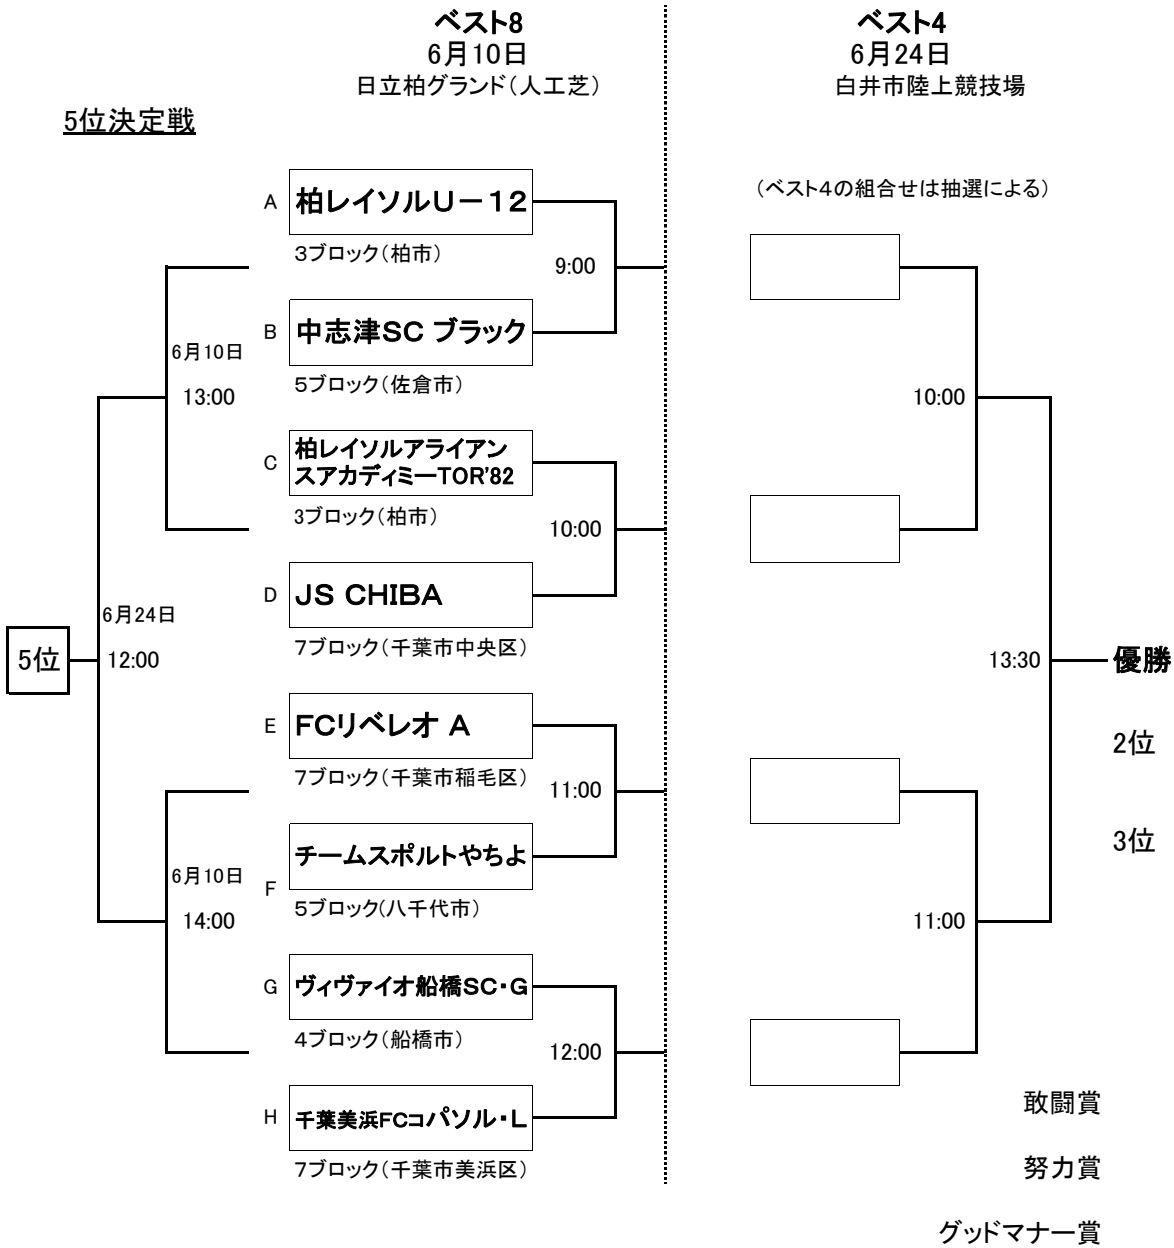 ベスト8
6月10日
日立柏グランド（人工芝）
ベスト4
6月24日
白井市陸上競技場
5位決定戦
（ベスト4の組合せは抽選による）
A
柏レイソルＵ－１２
3ブロック（柏市）
9:00
B
中志津SC ブラック
5ブロック（佐倉市）
6月10日
13:00
10:00
C
柏レイソルアライアン
スアカディミーTOR'82
3ブロック（柏市）
10:00
D
JS CHIBA
7ブロック（千葉市中央区）
6月24日
12:00
5位
13:30
優勝
2位
3位
E
FCリベレオ A
7ブロック（千葉市稲毛区）
11:00
F
チームスポルトやちよ
5ブロック(八千代市）
6月10日
14:00
11:00
G
ヴィヴァイオ船橋SC・G
4ブロック（船橋市）
12:00
H
千葉美浜FCコパソル・L
7ブロック（千葉市美浜区）
敢闘賞
努力賞
グッドマナー賞